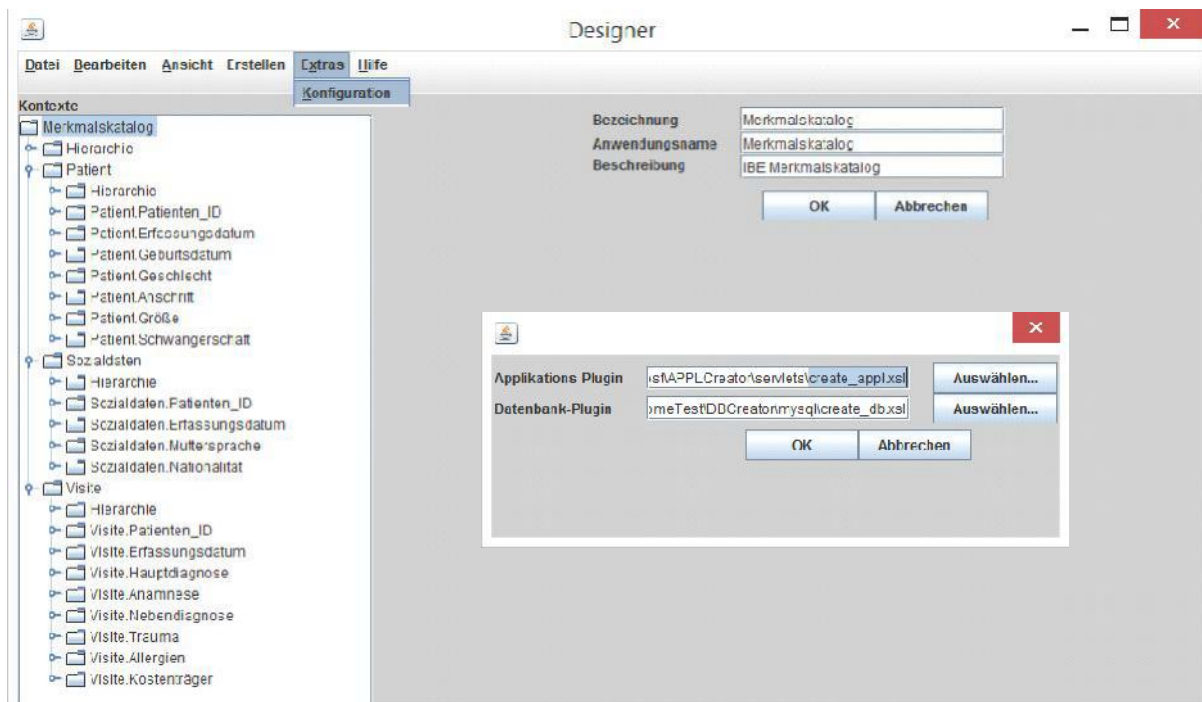 Designer
Datei Bearbeiten Ansicht Erstellen Extras Hilfe
Konfiguration
Kontexte
Merkmalskatalog
Hierarchie
Patient
Hierarchie
Patient.Patienten_ID
Patient.Erfassungsdatum
Patient.Geburtsdatum
Patient.Geschlecht
Patient.Anschrift
Patient.Größe
Patient.Schwangerschaft
Sozialdaten
Hierarchie
Sozialdaten.Patienten_ID
Sozialdaten.Erfassungsdatum
Sozialdaten.Muttersprache
Sozialdaten.Nationalität
Visite
Hierarchie
Visite.Patienten_ID
Visite.Erfassungsdatum
Visite.Hauptdiagnose
Visite.Anamnese
Visite.Nebendiagnose
Visite.Trauma
Visite.Allergien
Visite.Kostenträger
Bezeichnung Merkmalskatalog
Anwendungsname Merkmalskatalog
Beschreibung IBE Merkmalskatalog
OK Abbrechen
Applikations Plugin \APPLCreator\servlets\create_appl.xsl Auswählen...
Datenbank-Plugin omeTest\DBCreator\mysql\create_db.xsl Auswählen...
OK Abbrechen